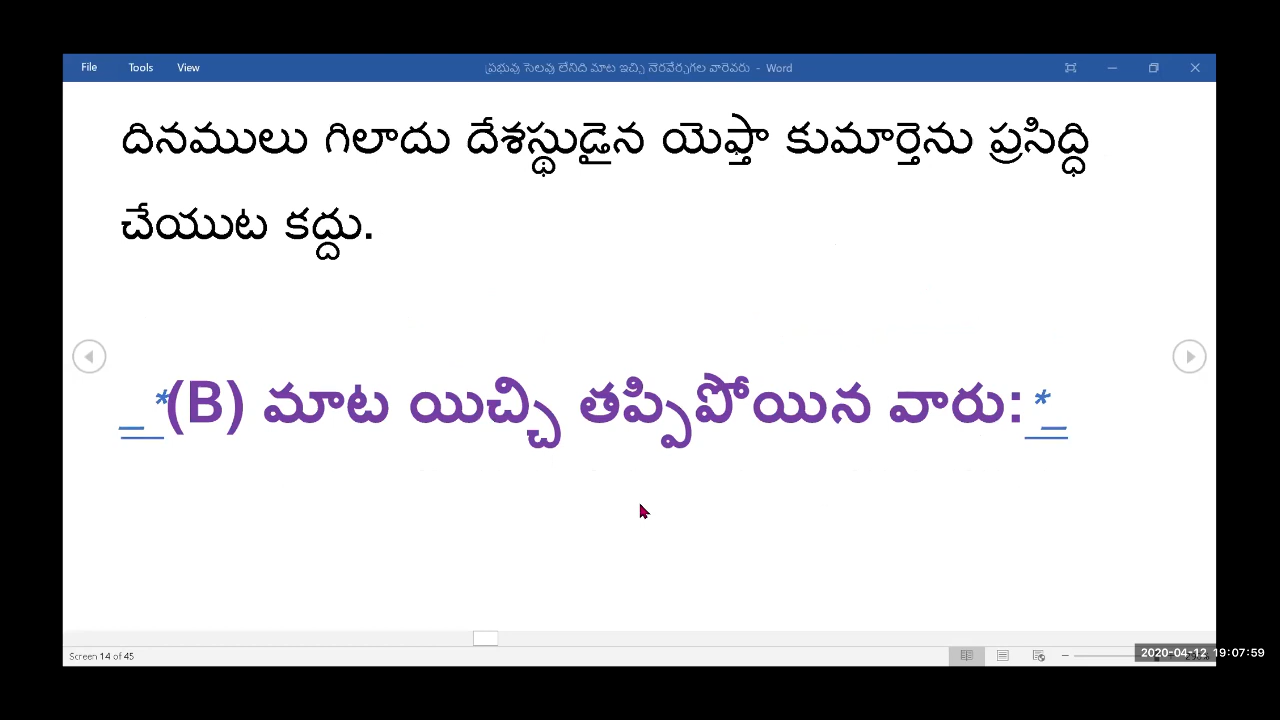 File Tools View ప్రభువు సెలవు లేనిది మాట ఇచ్చి నెరవేర్చగల వారెవరు - Word
దినములు గిలాదు దేశస్థుడైన యెఫ్తా కుమార్తెను ప్రసిద్ధి
చేయుట కద్దు.
_*(B) మాట యిచ్చి తప్పిపోయిన వారు:*_
Screen 14 of 45
2020-04-12 19:07:59